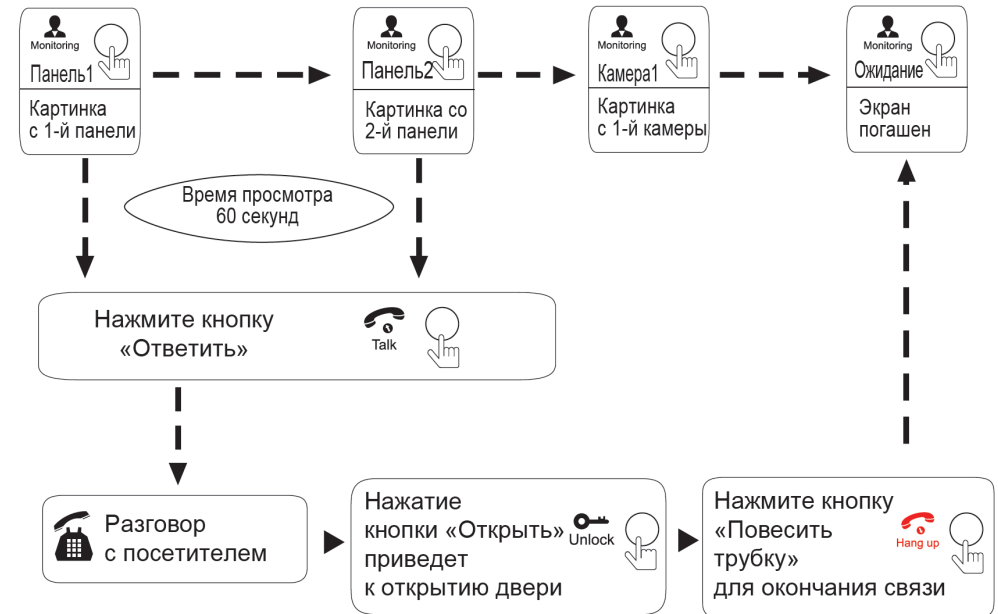 Monitoring
Панель1
Картинка
с 1-й панели
Monitoring
Панель2
Картинка со
2-й панели
Monitoring
Камера1
Картинка
с 1-й камеры
Monitoring
Ожидание
Экран
погашен
Время просмотра
60 секунд
Нажмите кнопку
«Ответить»
Talk
Разговор
с посетителем
Нажатие
кнопки «Открыть»
приведет
к открытию двери
Unlock
Нажмите кнопку
«Повесить
трубку»
для окончания связи
Hang up